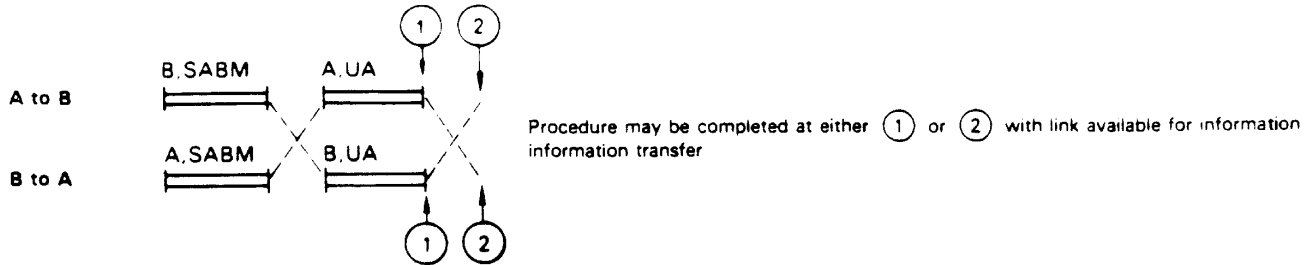 1 2
B,SABM A,UA
A to B
Procedure may be completed at either 1 or 2 with link available for information
information transfer
A,SABM B,UA
B to A
1 2